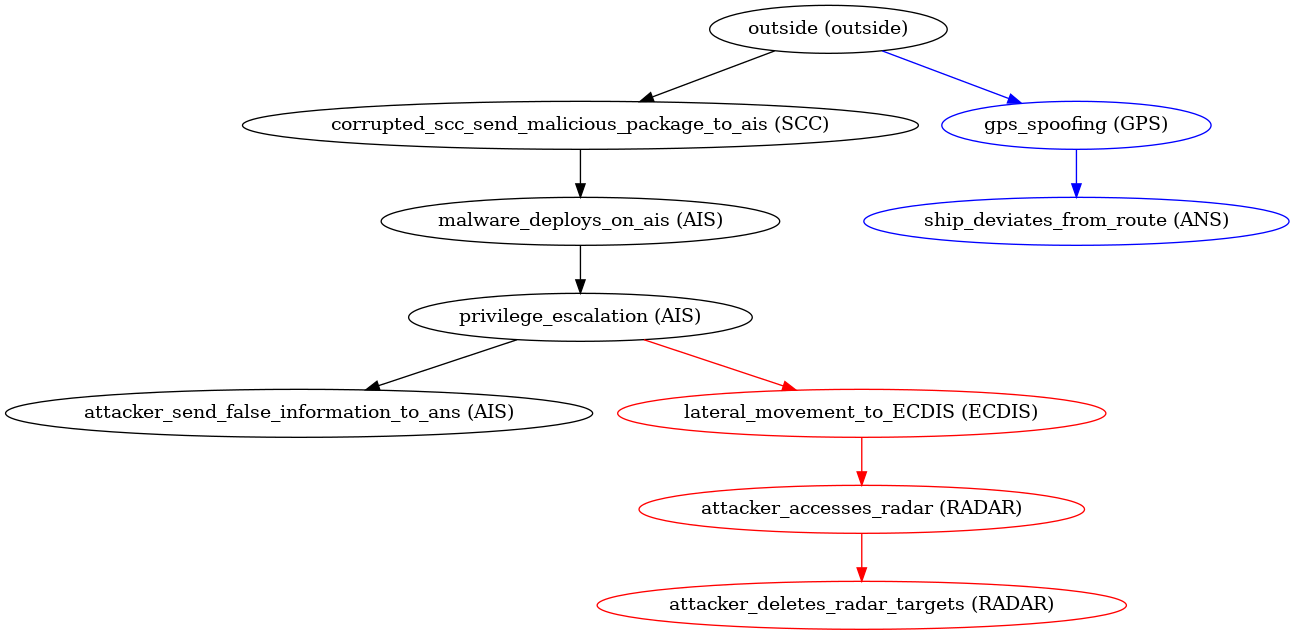 outside (outside)
corrupted_scc_send_malicious_package_to_ais (SCC)
gps_spoofing (GPS)
malware_deploys_on_ais (AIS)
ship_deviates_from_route (ANS)
privilege_escalation (AIS)
attacker_send_false_information_to_ans (AIS)
lateral_movement_to_ECDIS (ECDIS)
attacker_accesses_radar (RADAR)
attacker_deletes_radar_targets (RADAR)